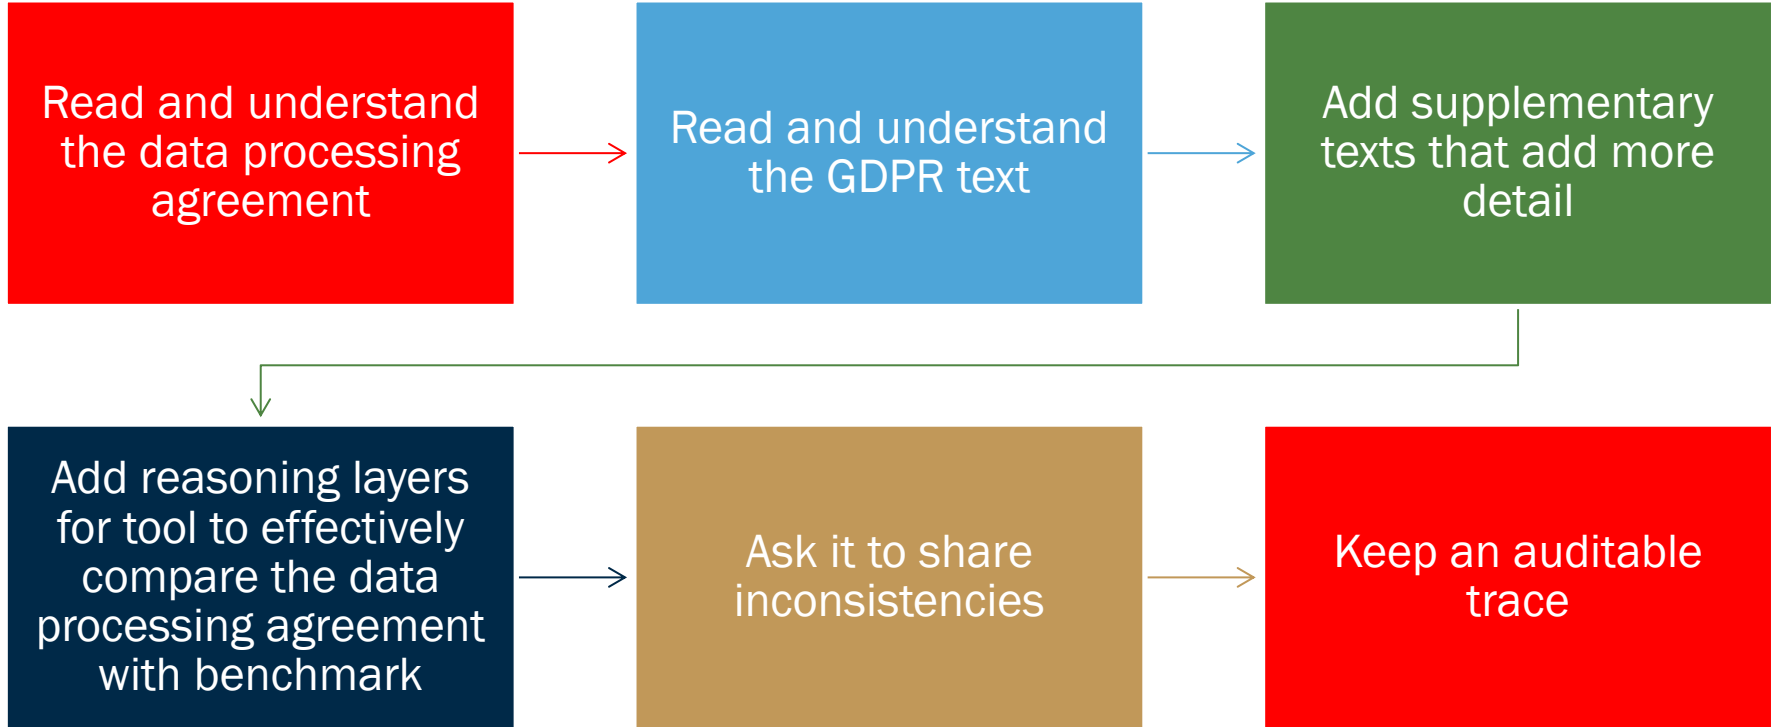 Read and understand
the data processing
agreement
Read and understand
the GDPR text
Add supplementary
texts that add more
detail
Add reasoning layers
for tool to effectively
compare the data
processing agreement
with benchmark
Ask it to share
inconsistencies
Keep an auditable
trace